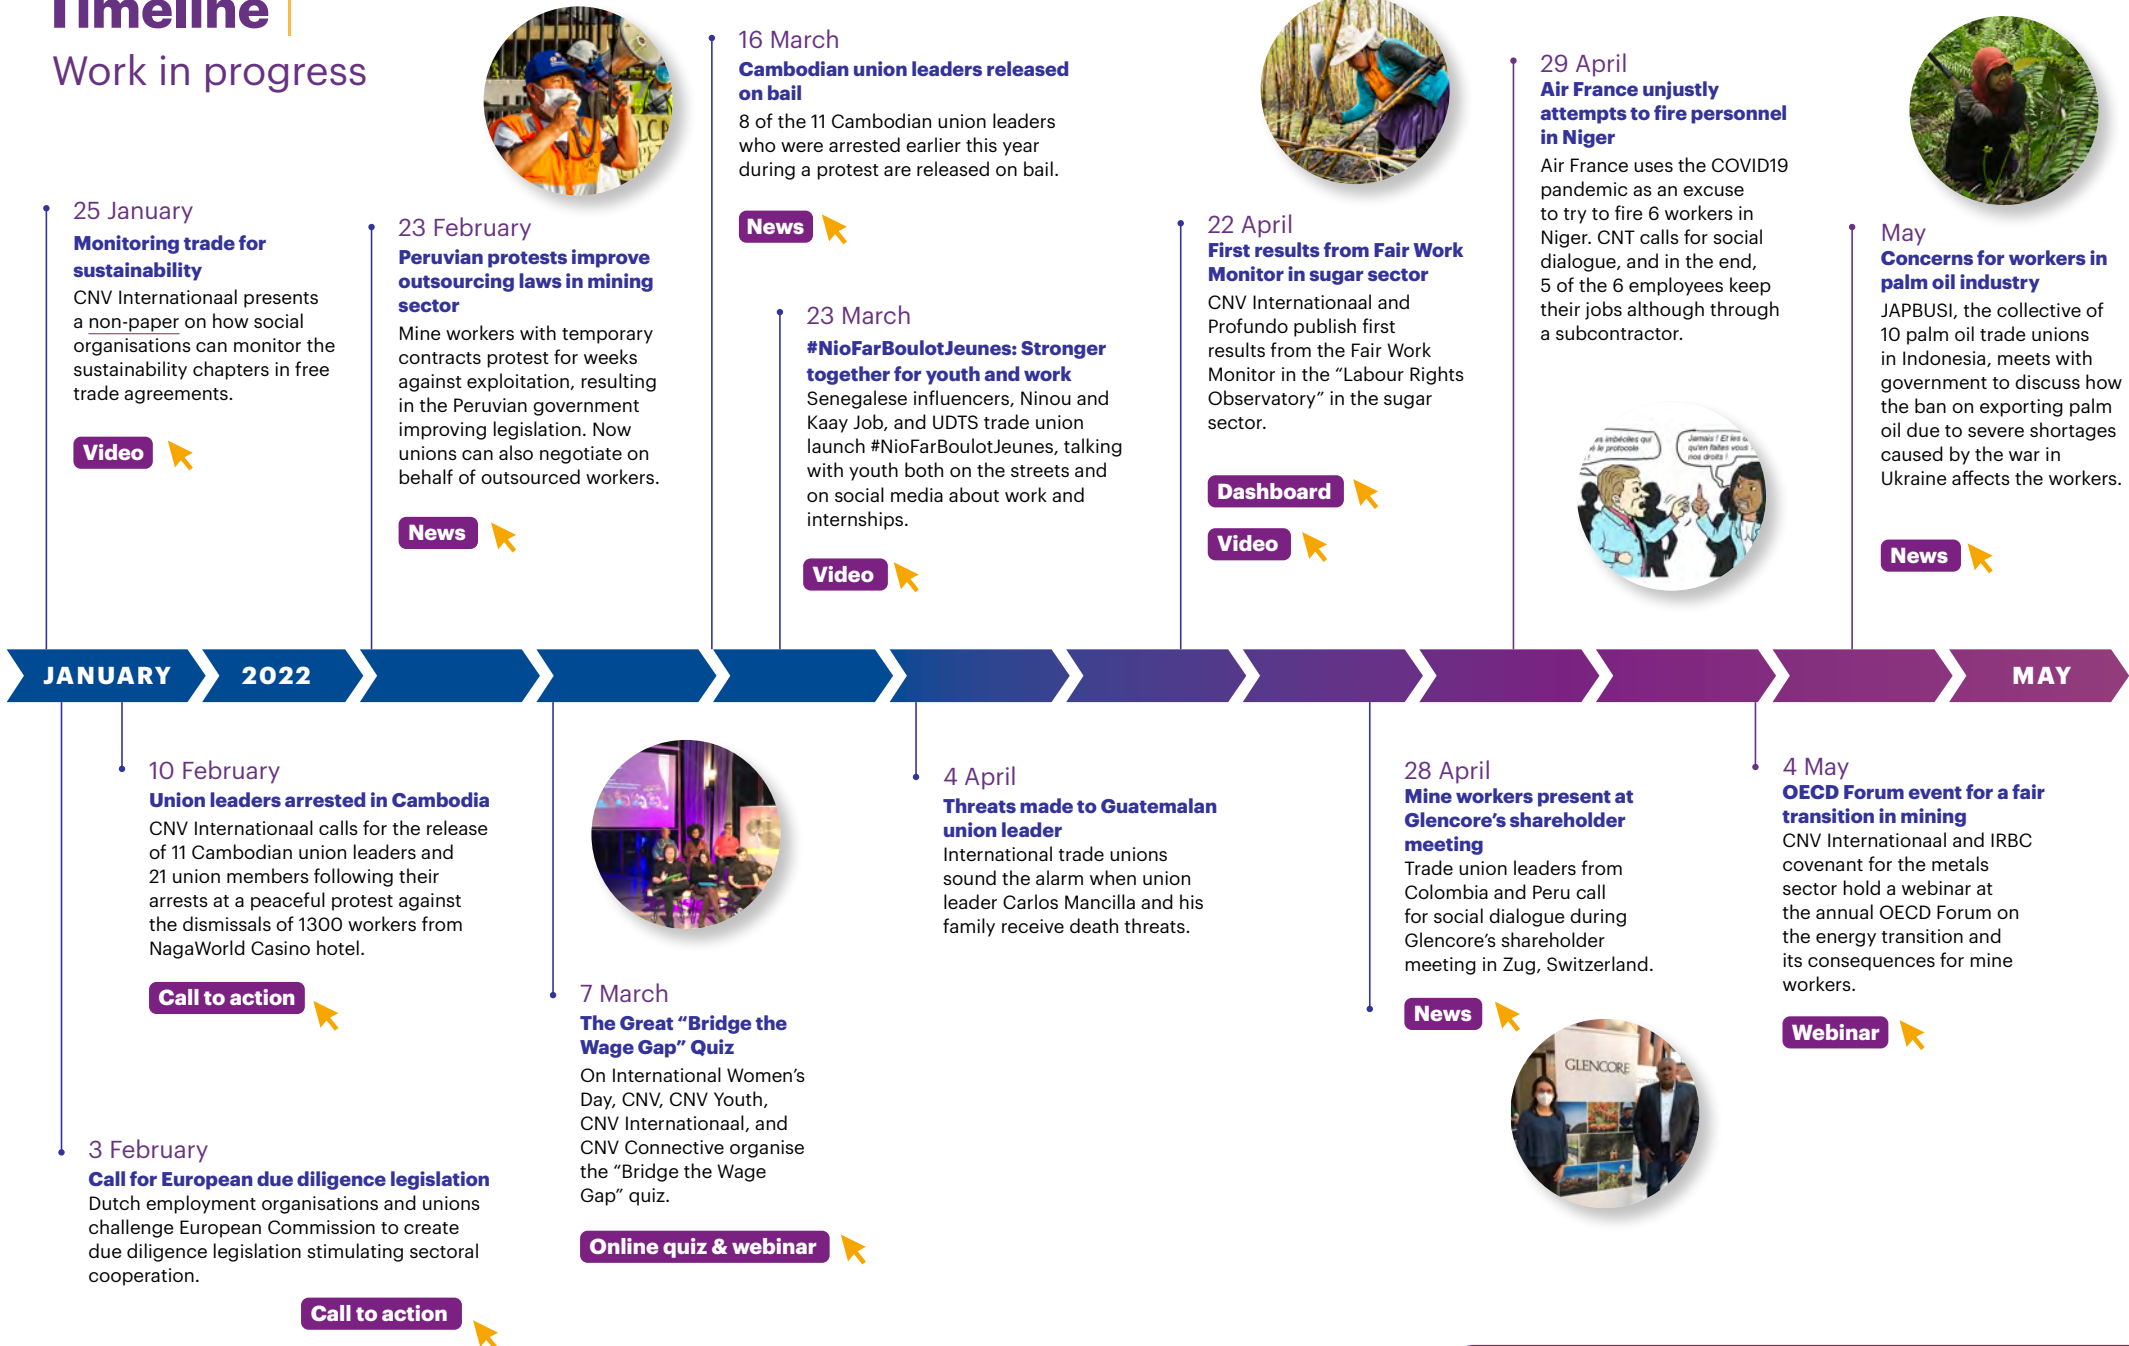 Timeline
Work in progress
25 January
Monitoring trade for
sustainability
CNV Internationaal presents
a non-paper on how social
organisations can monitor the
sustainability chapters in free
trade agreements.
Video
23 February
Peruvian protests improve
outsourcing laws in mining
sector
Mine workers with temporary
contracts protest for weeks
against exploitation, resulting
in the Peruvian government
improving legislation. Now
unions can also negotiate on
behalf of outsourced workers.
News
16 March
Cambodian union leaders released
on bail
8 of the 11 Cambodian union leaders
who were arrested earlier this year
during a protest are released on bail.
News
23 March
#NioFarBoulotJeunes: Stronger
together for youth and work
Senegalese influencers, Ninou and
Kaay Job, and UDTS trade union
launch #NioFarBoulotJeunes, talking
with youth both on the streets and
on social media about work and
internships.
Video
22 April
First results from Fair Work
Monitor in sugar sector
CNV Internationaal and
Profundo publish first
results from the Fair Work
Monitor in the “Labour Rights
Observatory” in the sugar
sector.
Dashboard
Video
29 April
Air France unjustly
attempts to fire personnel
in Niger
Air France uses the COVID19
pandemic as an excuse
to try to fire 6 workers in
Niger. CNT calls for social
dialogue, and in the end,
5 of the 6 employees keep
their jobs although through
a subcontractor.
es imbéciles qui
le protocole
Jamais ! Et les
qu'en faites vous
nos droits !
May
Concerns for workers in
palm oil industry
JAPBUSI, the collective of
10 palm oil trade unions
in Indonesia, meets with
government to discuss how
the ban on exporting palm
oil due to severe shortages
caused by the war in
Ukraine affects the workers.
News
JANUARY
2022
MAY
10 February
Union leaders arrested in Cambodia
CNV Internationaal calls for the release
of 11 Cambodian union leaders and
21 union members following their
arrests at a peaceful protest against
the dismissals of 1300 workers from
NagaWorld Casino hotel.
Call to action
3 February
Call for European due diligence legislation
Dutch employment organisations and unions
challenge European Commission to create
due diligence legislation stimulating sectoral
cooperation.
Call to action
7 March
The Great “Bridge the
Wage Gap” Quiz
On International Women’s
Day, CNV, CNV Youth,
CNV Internationaal, and
CNV Connective organise
the “Bridge the Wage
Gap” quiz.
Online quiz & webinar
4 April
Threats made to Guatemalan
union leader
International trade unions
sound the alarm when union
leader Carlos Mancilla and his
family receive death threats.
28 April
Mine workers present at
Glencore’s shareholder
meeting
Trade union leaders from
Colombia and Peru call
for social dialogue during
Glencore’s shareholder
meeting in Zug, Switzerland.
News
GLENCORE
4 May
OECD Forum event for a fair
transition in mining
CNV Internationaal and IRBC
covenant for the metals
sector hold a webinar at
the annual OECD Forum on
the energy transition and
its consequences for mine
workers.
Webinar